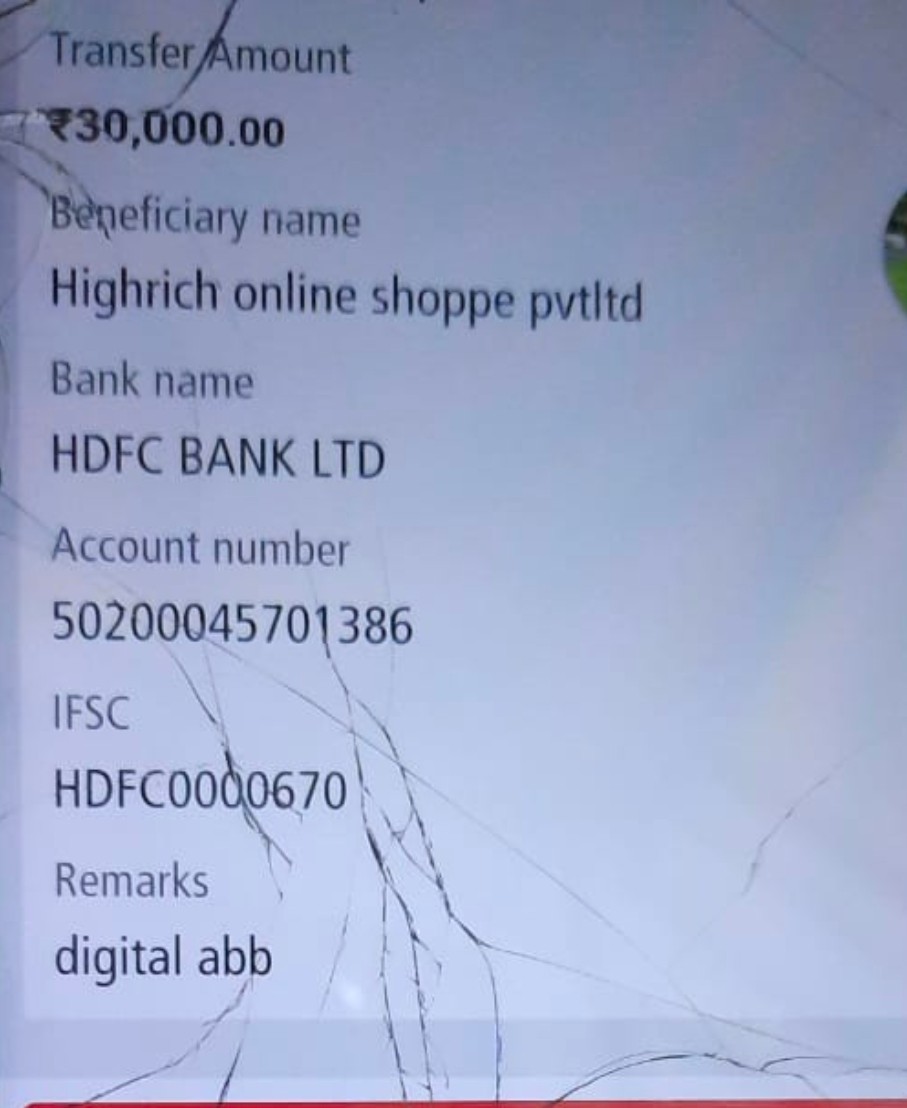 Transfer Amount
₹30,000.00
Beneficiary name
Highrich online shoppe pvtltd
Bank name
HDFC BANK LTD
Account number
50200045701386
IFSC
HDFC0000670
Remarks
digital abb